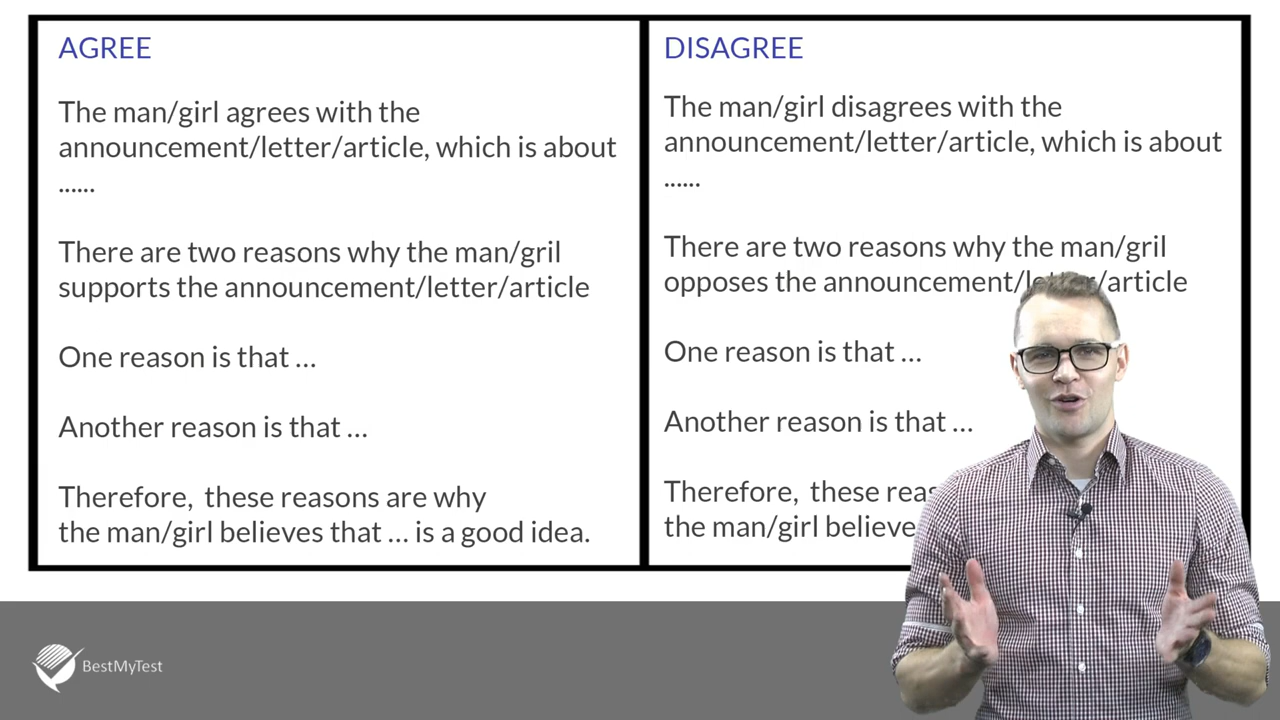 AGREE
The man/girl agrees with the
announcement/letter/article, which is about
......
There are two reasons why the man/gril
supports the announcement/letter/article
One reason is that ...
Another reason is that ...
Therefore,  these reasons are why
the man/girl believes that ... is a good idea.
DISAGREE
The man/girl disagrees with the
announcement/letter/article, which is about
......
There are two reasons why the man/gril
opposes the announcement/letter/article
One reason is that ...
Another reason is that ...
Therefore,  these
the man/girl
BestMyTest